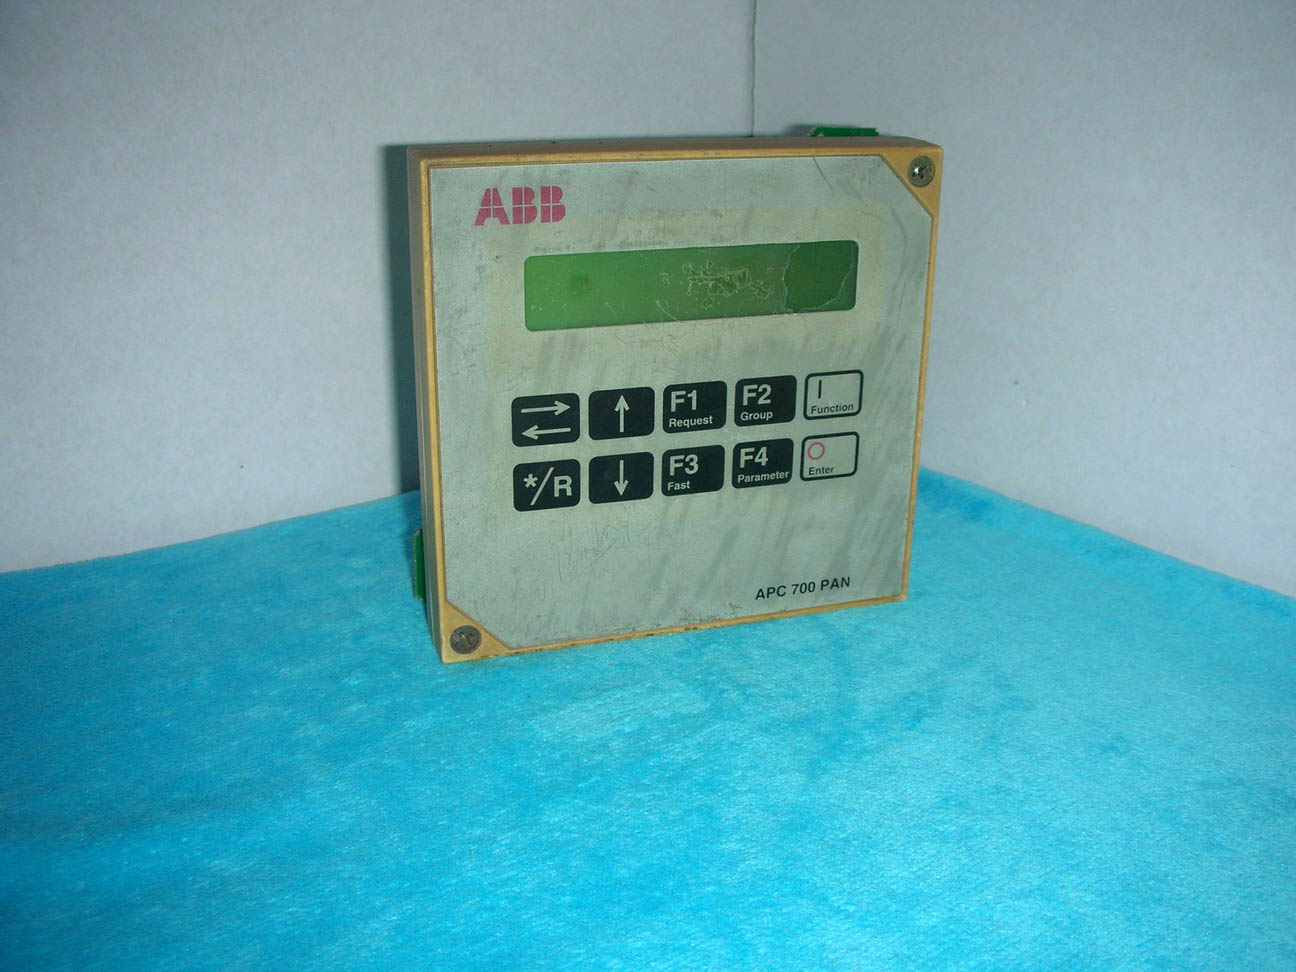 ABB
F1 F2 I
Request Group Function
*/R F3 F4 O
Fast Parameter Enter
APC 700 PAN